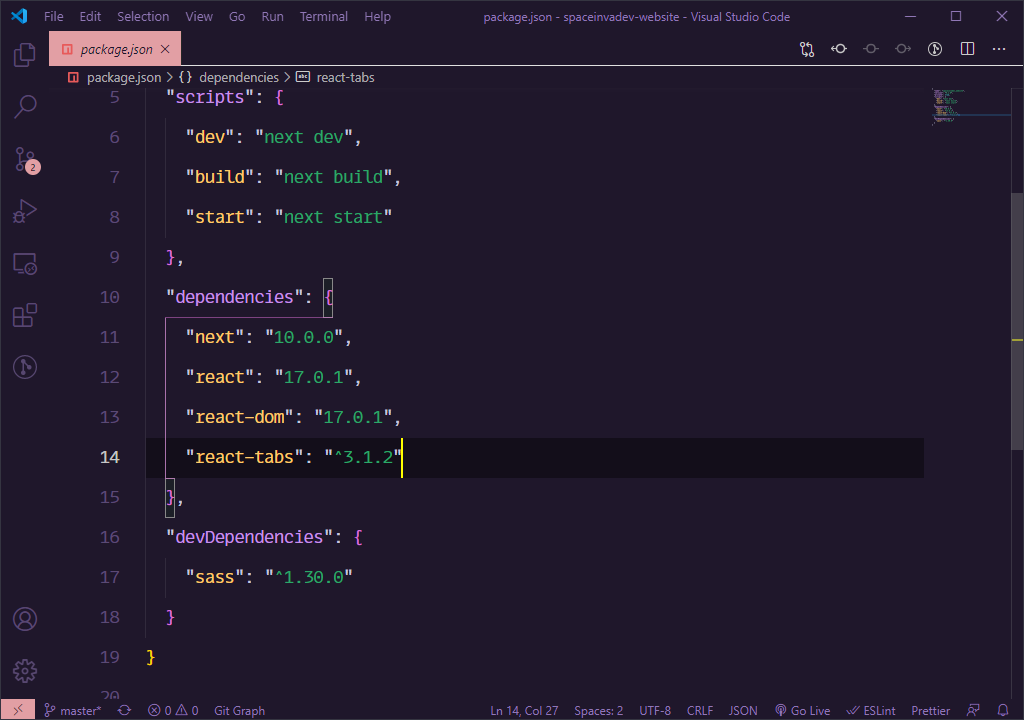 File Edit Selection View Go Run Terminal Help package.json - spaceinvadev-website - Visual Studio Code
package.json
package.json > {} dependencies > abc react-tabs
5 "scripts": {
6 "dev": "next dev",
7 "build": "next build",
8 "start": "next start"
9 },
10 "dependencies": {
11 "next": "10.0.0",
12 "react": "17.0.1",
13 "react-dom": "17.0.1",
14 "react-tabs": "^3.1.2"
15 },
16 "devDependencies": {
17 "sass": "^1.30.0"
18 }
19 }
20
2
master* 0 0 Git Graph Ln 14, Col 27 Spaces: 2 UTF-8 CRLF JSON Go Live ESLint Prettier